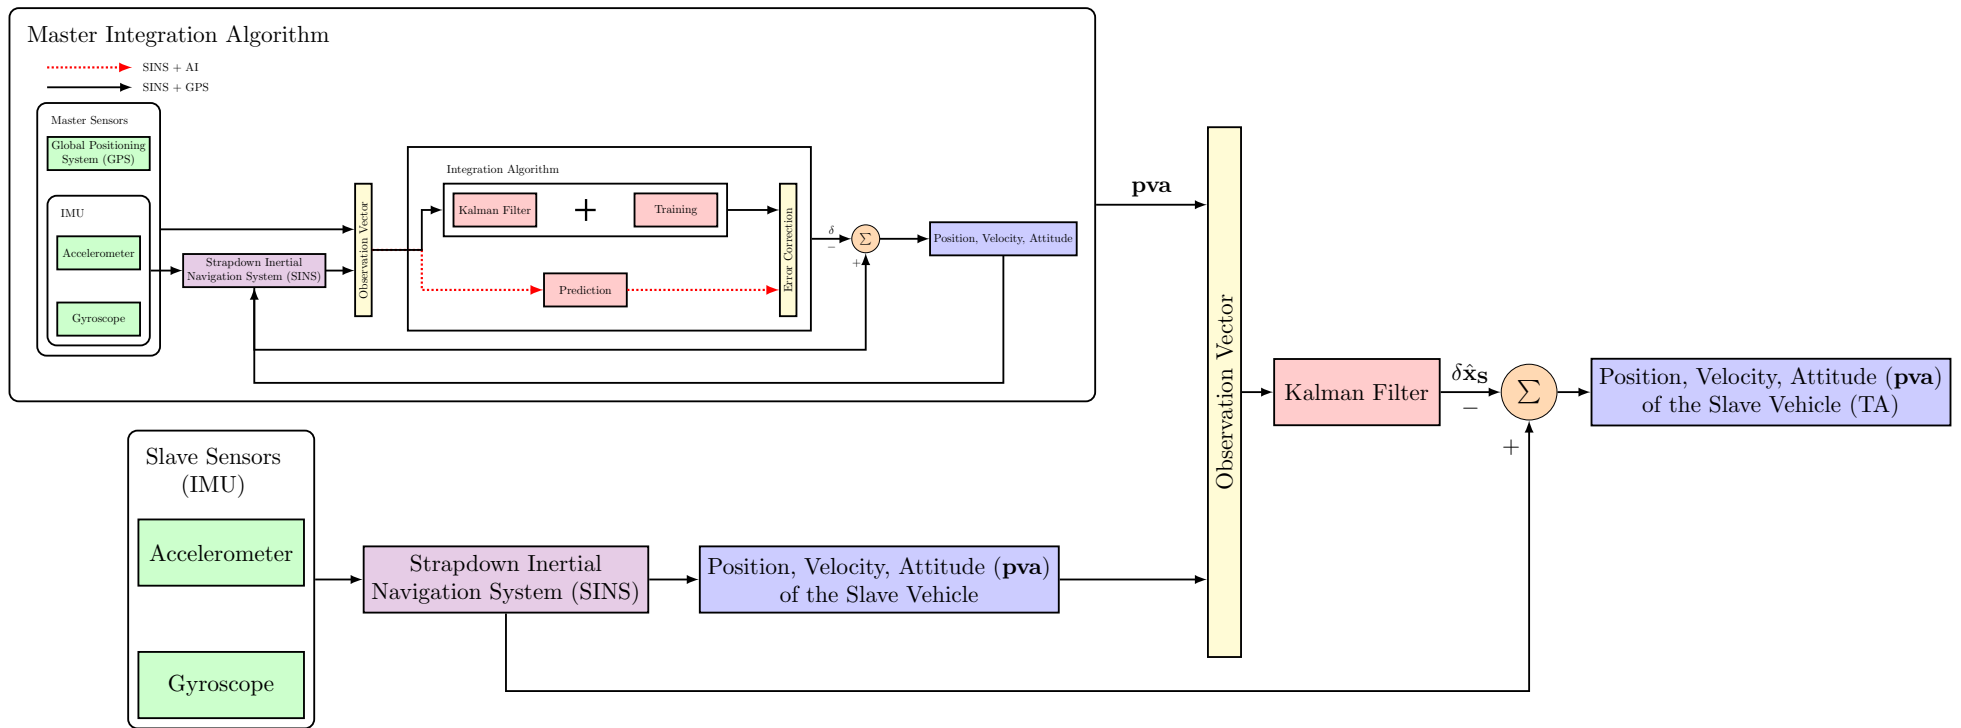 Master Integration Algorithm
SINS + AI
SINS + GPS
Master Sensors
Global Positioning
System (GPS)
IMU
Accelerometer
Gyroscope
Strapdown Inertial
Navigation System (SINS)
Observation Vector
Integration Algorithm
Kalman Filter
+
Training
Prediction
Error Correction
δ
−
Σ
+
Position, Velocity, Attitude
pva
Slave Sensors
(IMU)
Accelerometer
Gyroscope
Strapdown Inertial
Navigation System (SINS)
Position, Velocity, Attitude (pva)
of the Slave Vehicle
Observation Vector
Kalman Filter
δx̂S
−
Σ
+
Position, Velocity, Attitude (pva)
of the Slave Vehicle (TA)